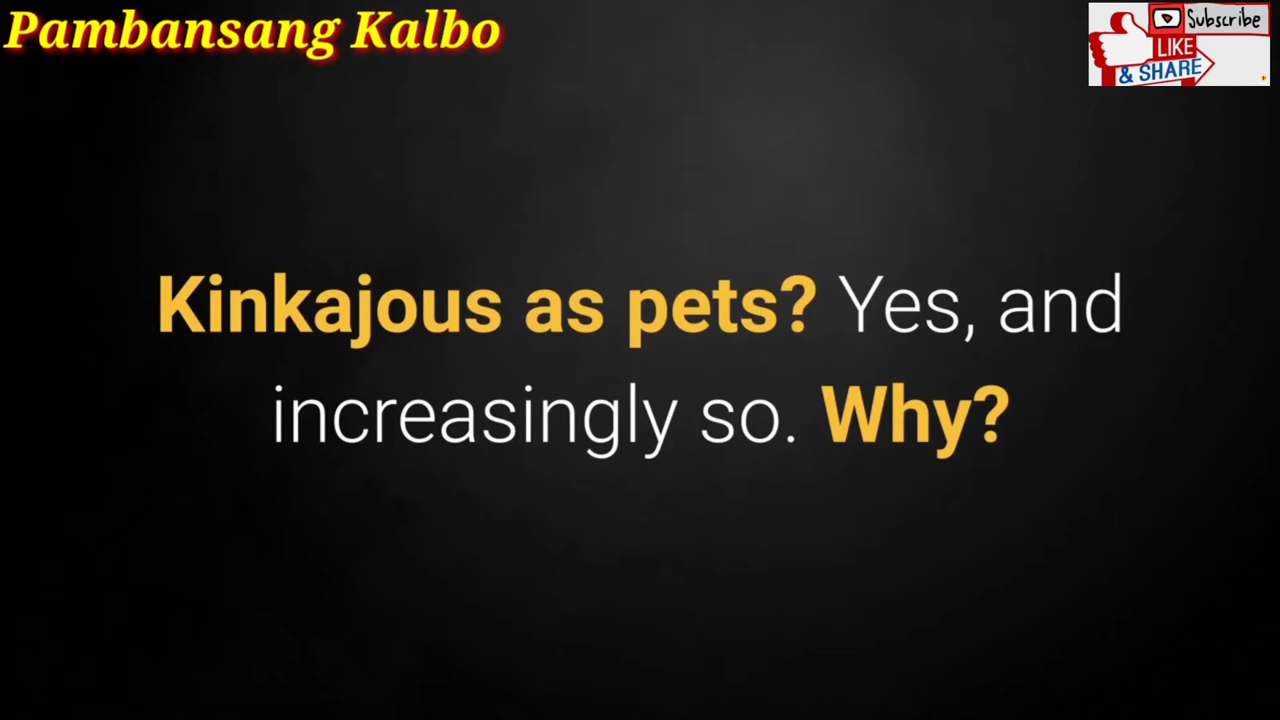 Pambansang Kalbo
Subscribe
LIKE
& SHARE
Kinkajous as pets? Yes, and
increasingly so. Why?